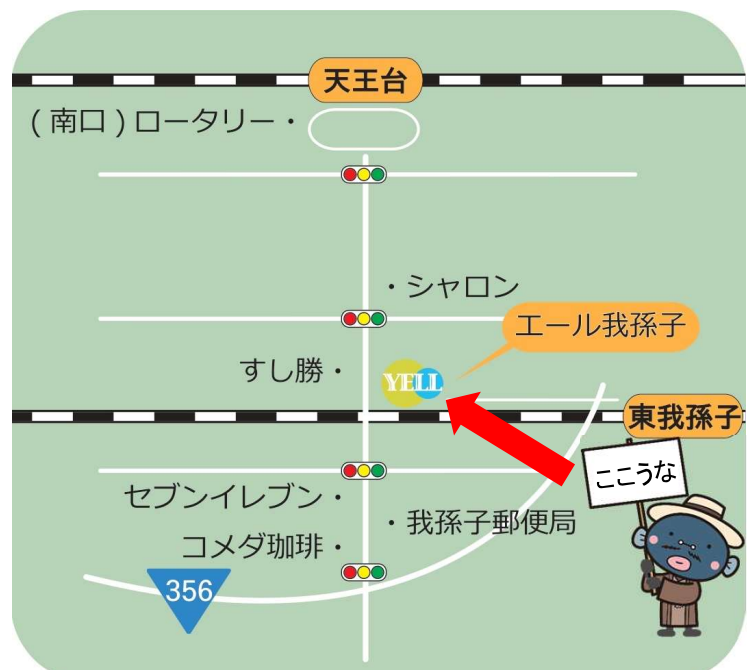 天王台
(南口)ロータリー・
・シャロン
エール我孫子
すし勝・
YELL
東我孫子
ここうな
セブンイレブン・
・我孫子郵便局
コメダ珈琲・
356